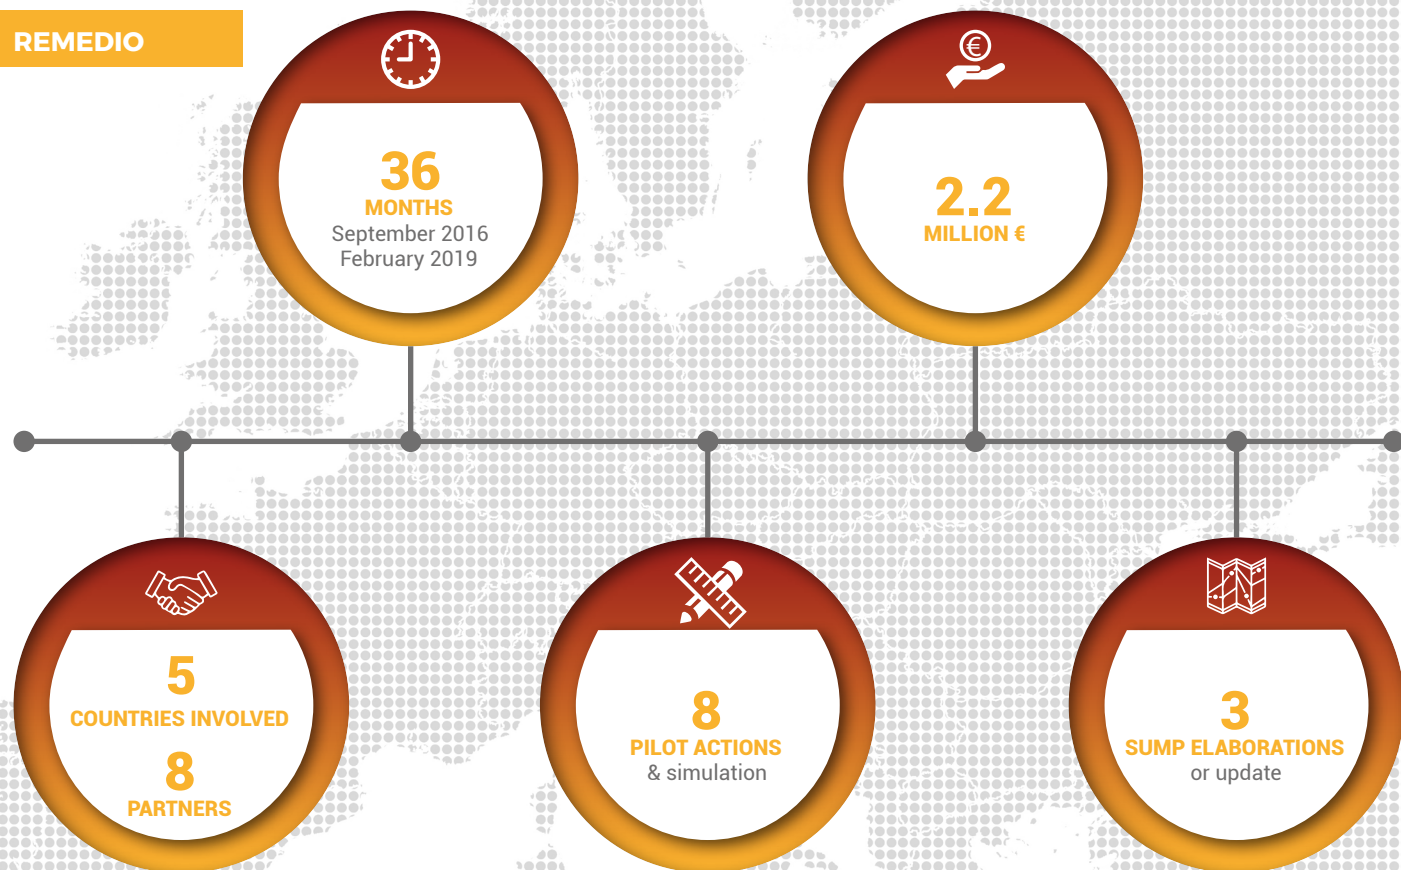 REMEDIO
36
MONTHS
September 2016
February 2019
2.2
MILLION €
5
COUNTRIES INVOLVED
8
PARTNERS
8
PILOT ACTIONS
& simulation
3
SUMP ELABORATIONS
or update